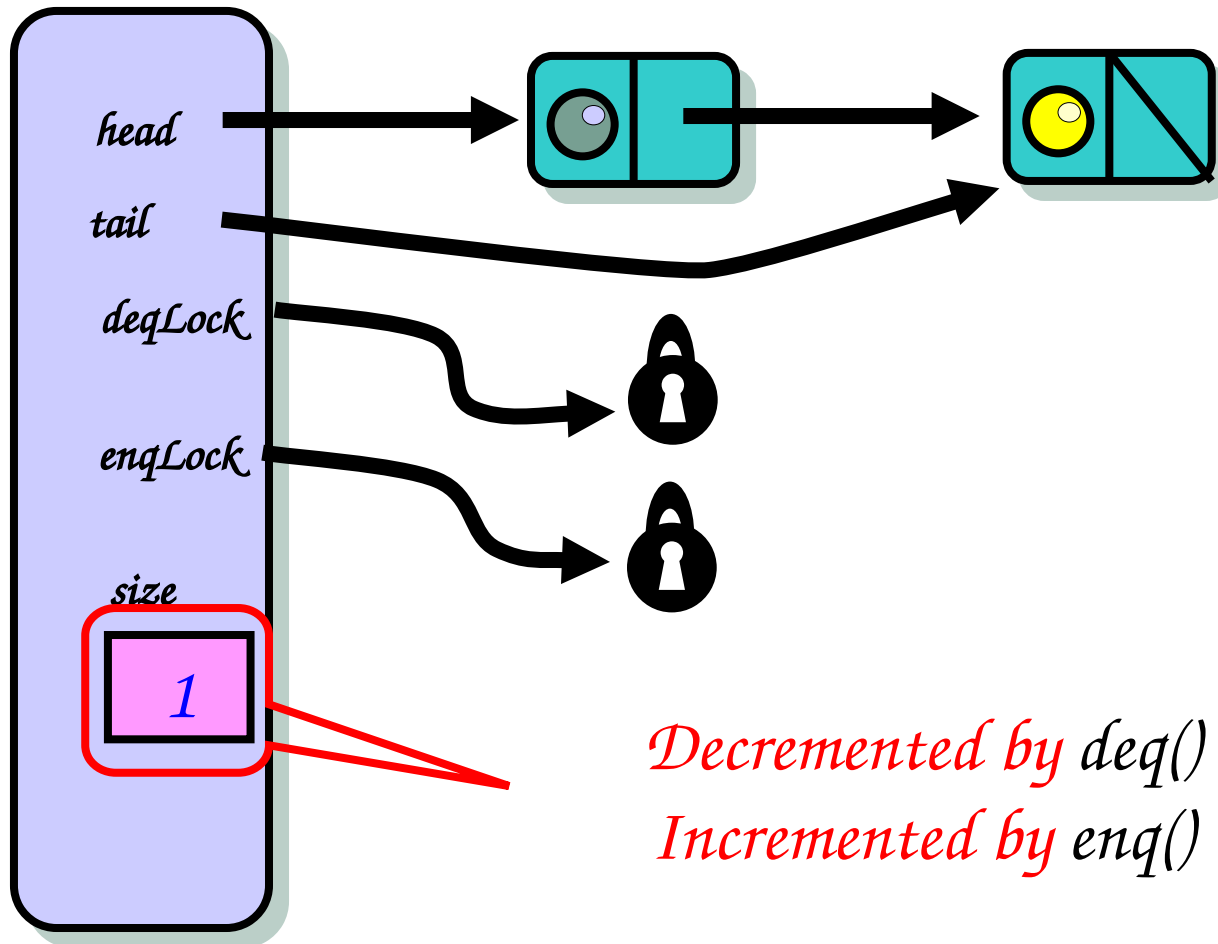 head
tail
deqLock
enqLock
size
1
Decremented by deq()
Incremented by enq()